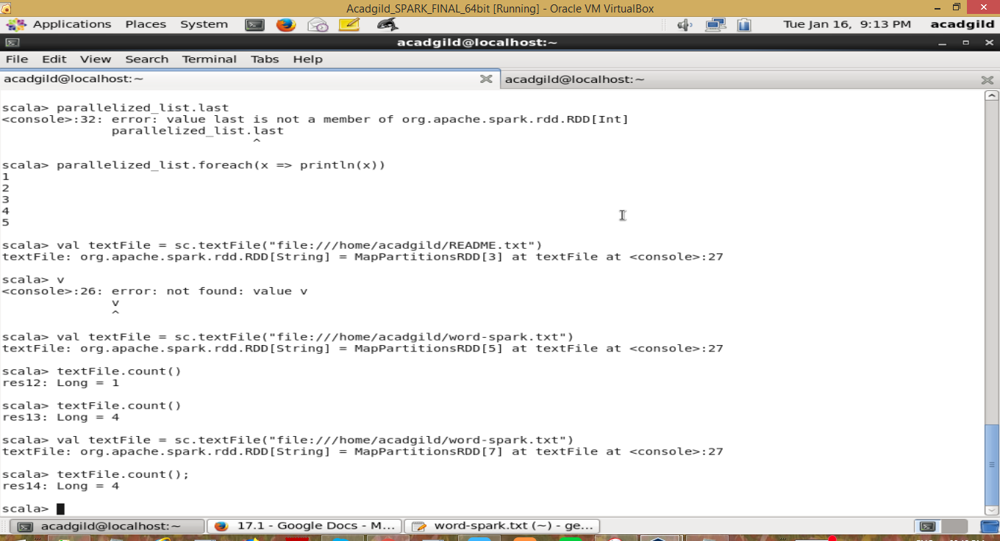 Acadgild_SPARK_FINAL_64bit [Running] - Oracle VM VirtualBox
Applications Places System Tue Jan 16, 9:13 PM acadgild
acadgild@localhost:~
File Edit View Search Terminal Tabs Help
acadgild@localhost:~ acadgild@localhost:~
scala> parallelized_list.last
<console>:32: error: value last is not a member of org.apache.spark.rdd.RDD[Int]
parallelized_list.last
^
scala> parallelized_list.foreach(x => println(x))
1
2
3
4
5
scala> val textFile = sc.textFile("file:///home/acadgild/README.txt")
textFile: org.apache.spark.rdd.RDD[String] = MapPartitionsRDD[3] at textFile at <console>:27
scala> v
<console>:26: error: not found: value v
v
^
scala> val textFile = sc.textFile("file:///home/acadgild/word-spark.txt")
textFile: org.apache.spark.rdd.RDD[String] = MapPartitionsRDD[5] at textFile at <console>:27
scala> textFile.count()
res12: Long = 1
scala> textFile.count()
res13: Long = 4
scala> val textFile = sc.textFile("file:///home/acadgild/word-spark.txt")
textFile: org.apache.spark.rdd.RDD[String] = MapPartitionsRDD[7] at textFile at <console>:27
scala> textFile.count();
res14: Long = 4
scala>
acadgild@localhost:~ 17.1 - Google Docs - M... word-spark.txt (~) - ge...